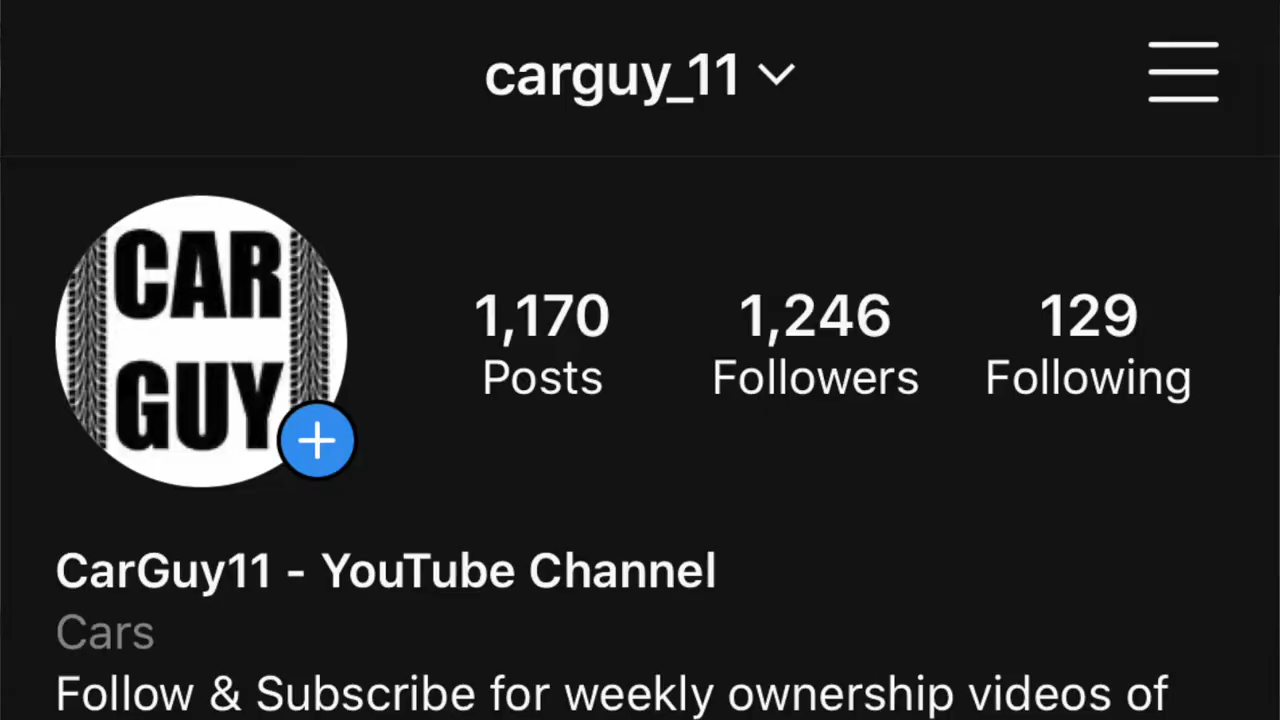 carguy_11
CAR
GUY
1,170 1,246 129
Posts Followers Following
CarGuy11 - YouTube Channel
Cars
Follow & Subscribe for weekly ownership videos of